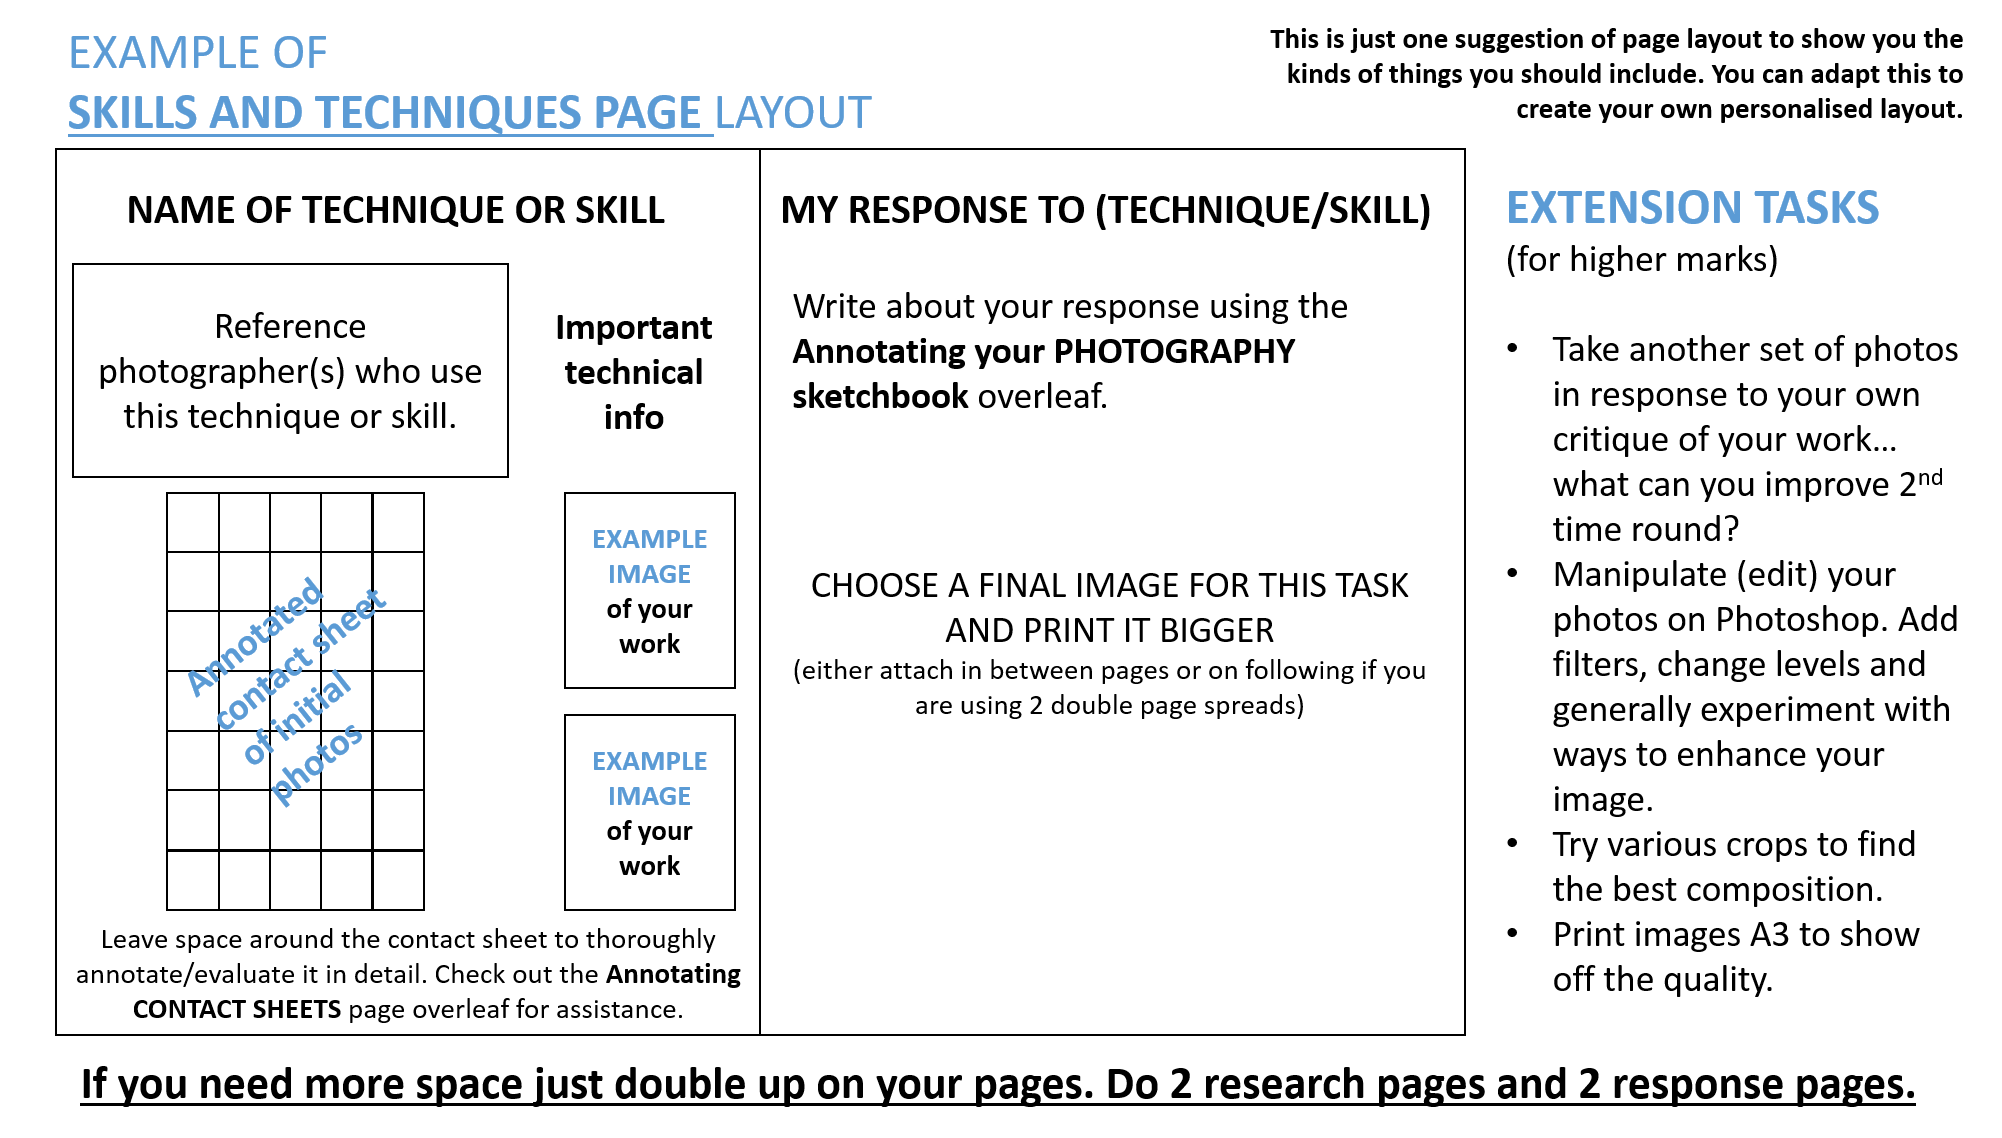 EXAMPLE OF
SKILLS AND TECHNIQUES PAGE LAYOUT
This is just one suggestion of page layout to show you the
kinds of things you should include. You can adapt this to
create your own personalised layout.
NAME OF TECHNIQUE OR SKILL
Reference
photographer(s) who use
this technique or skill.
Important
technical
info
Annotated
contact sheet
of initial
photos
EXAMPLE
IMAGE
of your
work
EXAMPLE
IMAGE
of your
work
Leave space around the contact sheet to thoroughly
annotate/evaluate it in detail. Check out the Annotating
CONTACT SHEETS page overleaf for assistance.
MY RESPONSE TO (TECHNIQUE/SKILL)
Write about your response using the
Annotating your PHOTOGRAPHY
sketchbook overleaf.
CHOOSE A FINAL IMAGE FOR THIS TASK
AND PRINT IT BIGGER
(either attach in between pages or on following if you
are using 2 double page spreads)
EXTENSION TASKS
(for higher marks)
• Take another set of photos
in response to your own
critique of your work…
what can you improve 2nd
time round?
• Manipulate (edit) your
photos on Photoshop. Add
filters, change levels and
generally experiment with
ways to enhance your
image.
• Try various crops to find
the best composition.
• Print images A3 to show
off the quality.
If you need more space just double up on your pages. Do 2 research pages and 2 response pages.